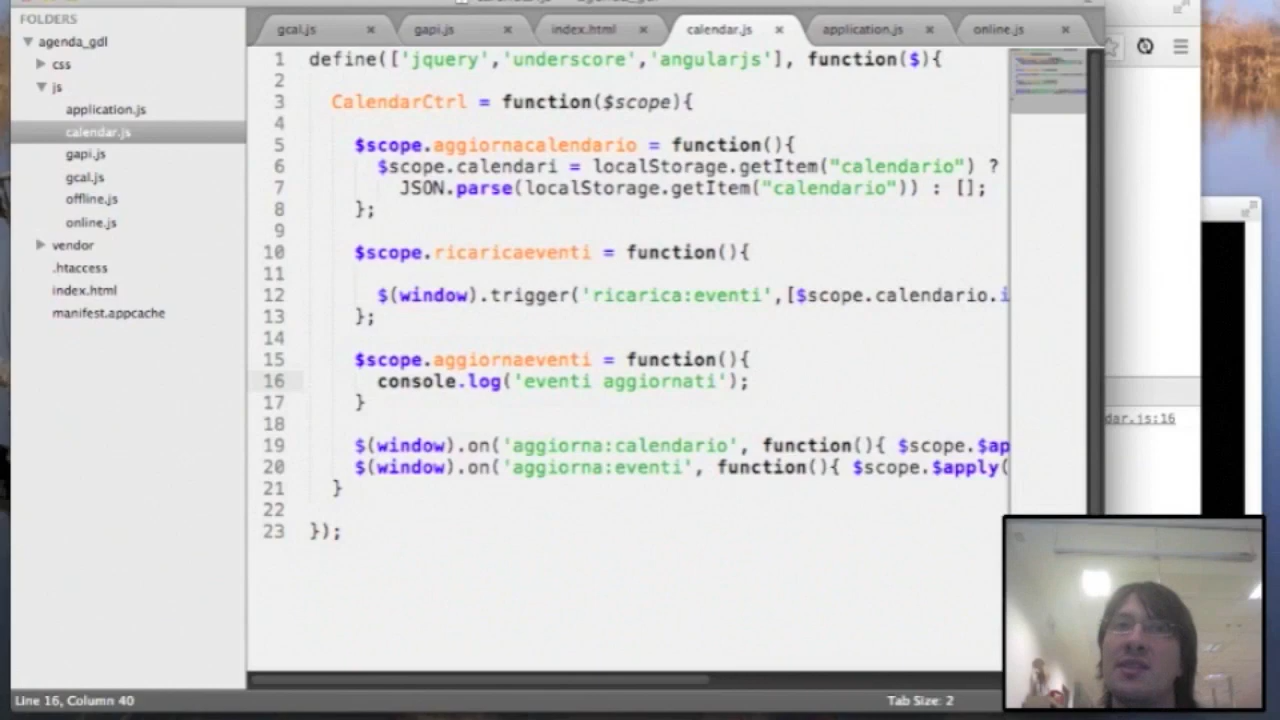 FOLDERS
agenda_gdl
css
js
application.js
calendar.js
gapi.js
gcal.js
offline.js
online.js
vendor
.htaccess
index.html
manifest.appcache
gcal.js
gapi.js
index.html
calendar.js
application.js
online.js
1 define(['jquery','underscore','angularjs'], function($){
2
3 CalendarCtrl = function($scope){
4
5 $scope.aggiornacalendario = function(){
6 $scope.calendari = localStorage.getItem("calendario") ?
7 JSON.parse(localStorage.getItem("calendario")) : [];
8 };
9
10 $scope.ricaricaeventi = function(){
11
12 $(window).trigger('ricarica:eventi',[$scope.calendario.i
13 };
14
15 $scope.aggiornaeventi = function(){
16 console.log('eventi aggiornati');
17 }
18
19 $(window).on('aggiorna:calendario', function(){ $scope.$ap
20 $(window).on('aggiorna:eventi', function(){ $scope.$apply(
21 }
22
23 });
dar.js:16
Line 16, Column 40
Tab Size: 2